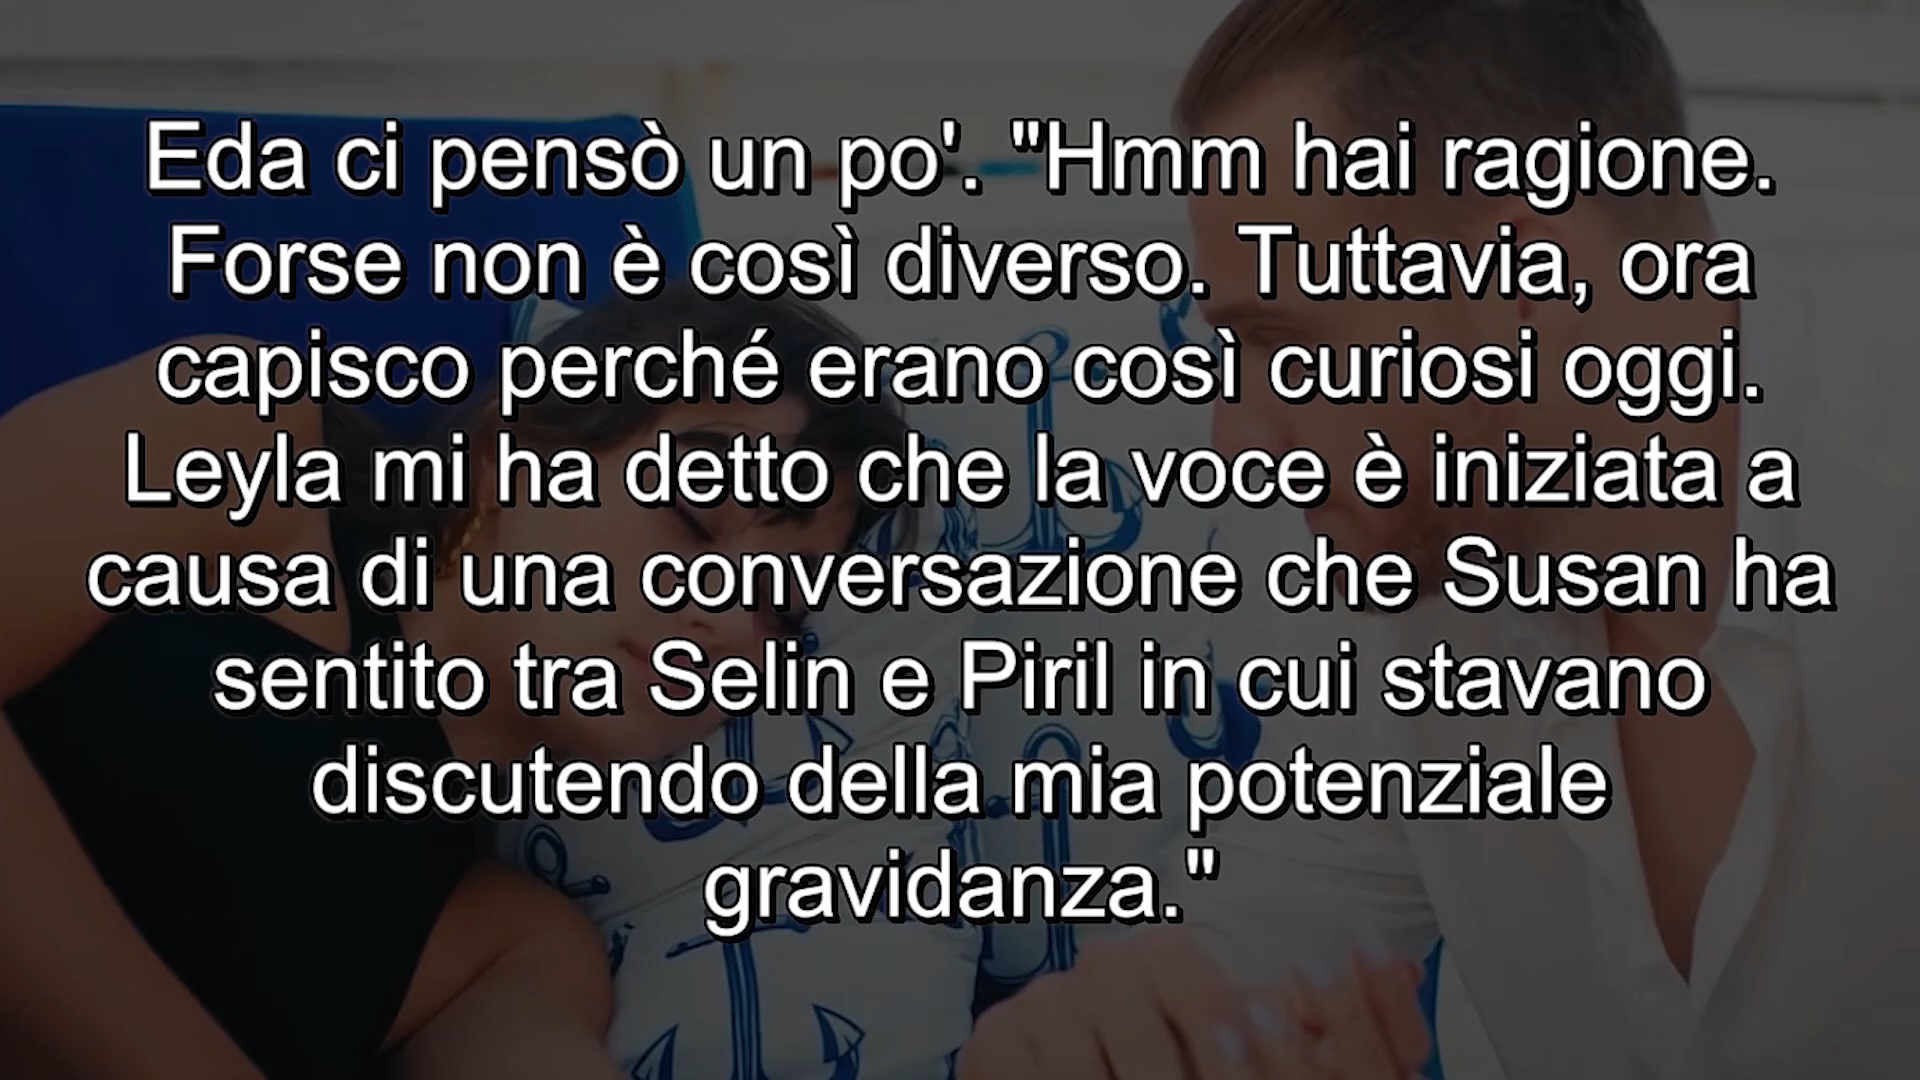 Eda ci pensò un po'. "Hmm hai ragione.
Forse non è così diverso. Tuttavia, ora
capisco perché erano così curiosi oggi.
Leyla mi ha detto che la voce è iniziata a
causa di una conversazione che Susan ha
sentito tra Selin e Piril in cui stavano
discutendo della mia potenziale
gravidanza."